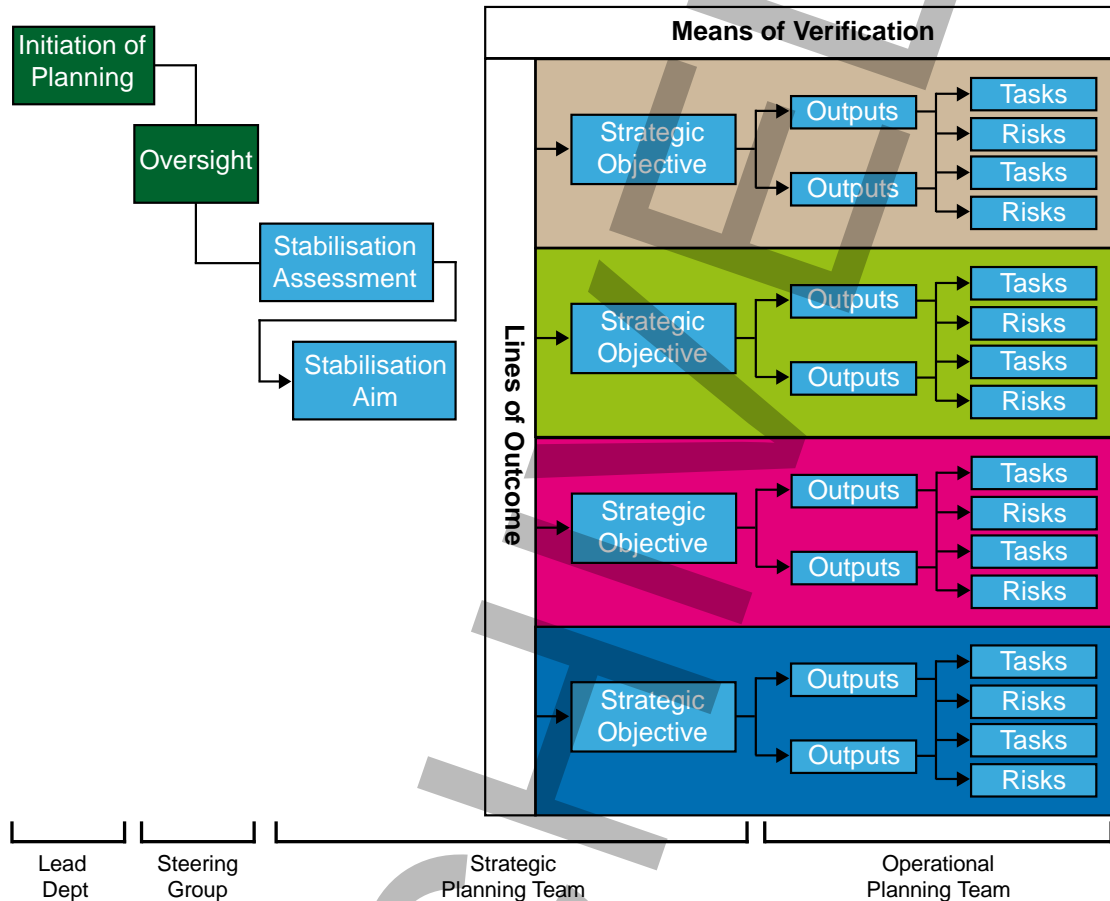 Initiation of
Planning
Oversight
Stabilisation
Assessment
Stabilisation
Aim
Means of Verification
Lines of Outcome
Strategic
Objective
Outputs
Outputs
Tasks
Risks
Tasks
Risks
Strategic
Objective
Outputs
Outputs
Tasks
Risks
Tasks
Risks
Strategic
Objective
Outputs
Outputs
Tasks
Risks
Tasks
Risks
Strategic
Objective
Outputs
Outputs
Tasks
Risks
Tasks
Risks
Lead
Dept
Steering
Group
Strategic
Planning Team
Operational
Planning Team